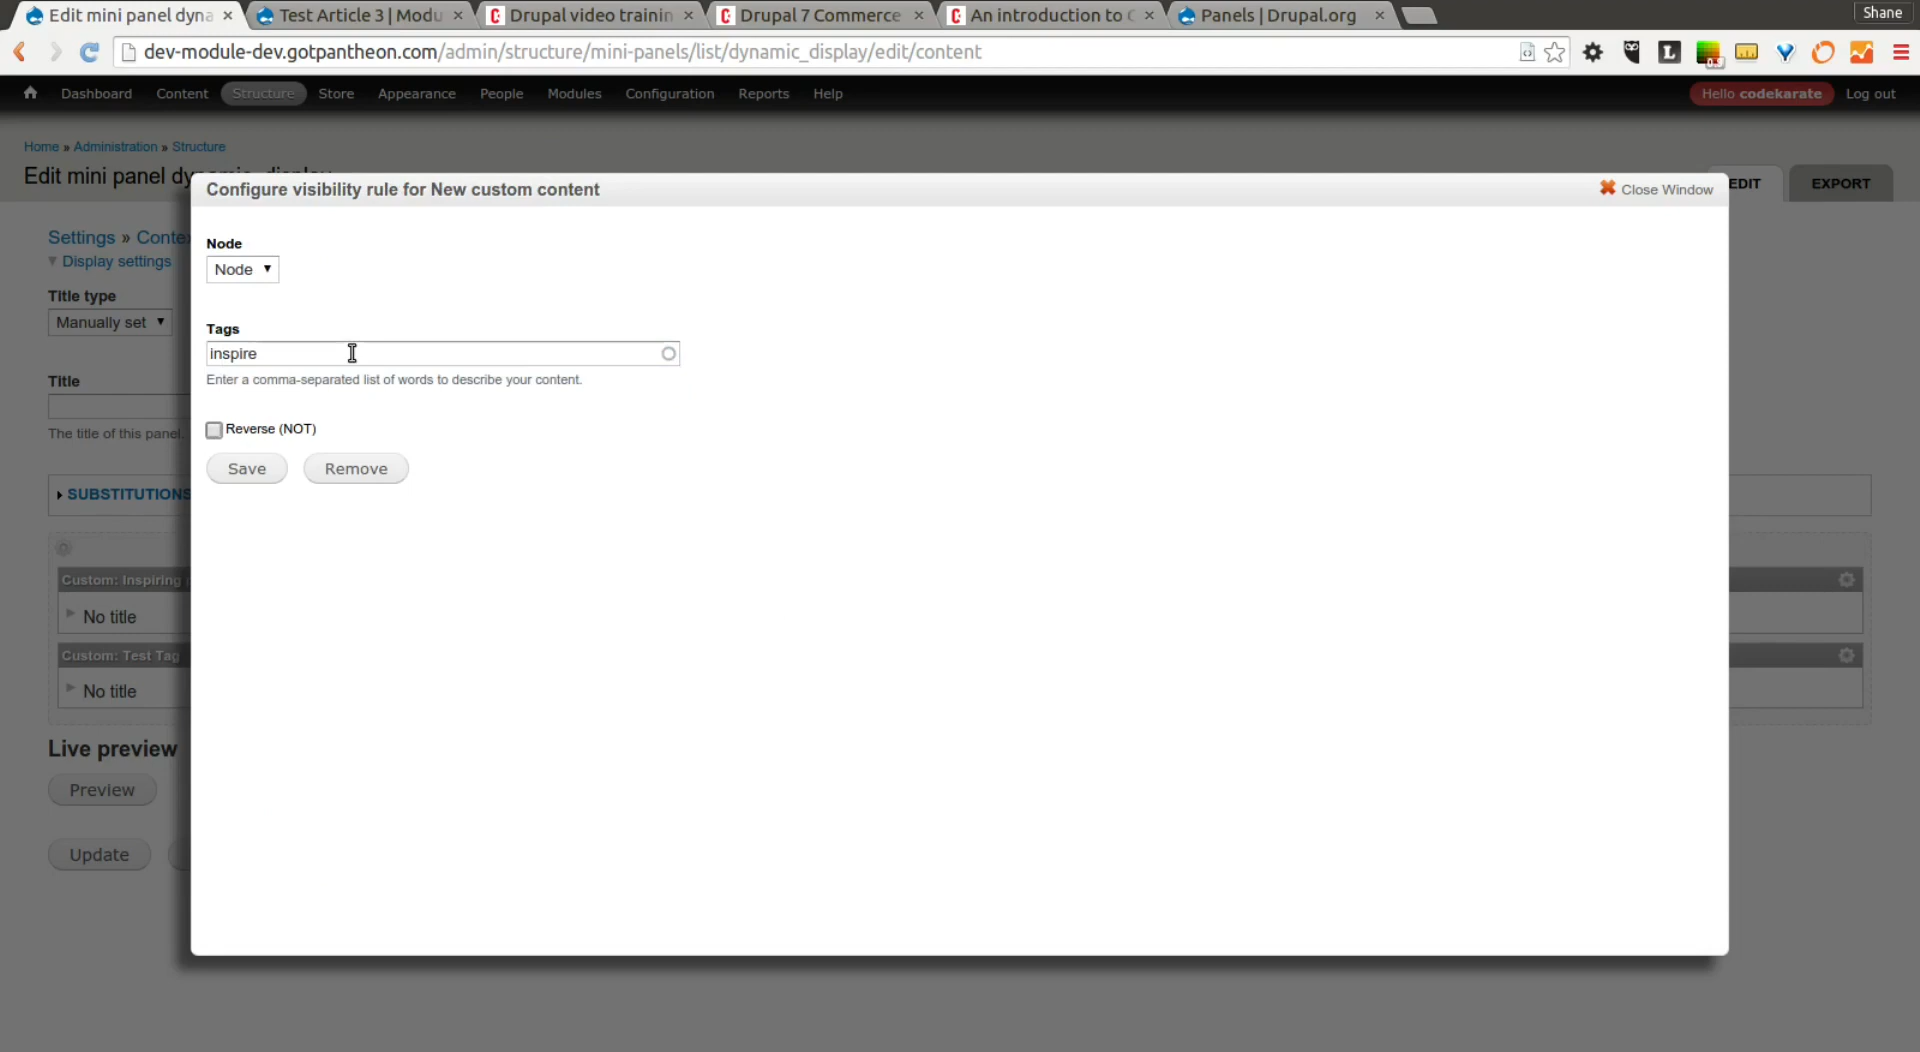 Edit mini panel dyna
Test Article 3 | Modu
Drupal video trainin
Drupal 7 Commerce
An introduction to C
Panels | Drupal.org
Shane
dev-module-dev.gotpantheon.com/admin/structure/mini-panels/list/dynamic_display/edit/content
Dashboard Content Structure Store Appearance People Modules Configuration Reports Help
Hello codekarate Log out
Home » Administration » Structure
Edit mini panel dynamic_display
EDIT
EXPORT
Configure visibility rule for New custom content
Close Window
Settings » Conte
Display settings
Title type
Manually set
Title
The title of this panel.
SUBSTITUTIONS
Custom: Inspiring
No title
Custom: Test Tag
No title
Live preview
Preview
Update
Node
Node
Tags
inspire
Enter a comma-separated list of words to describe your content.
Reverse (NOT)
Save
Remove